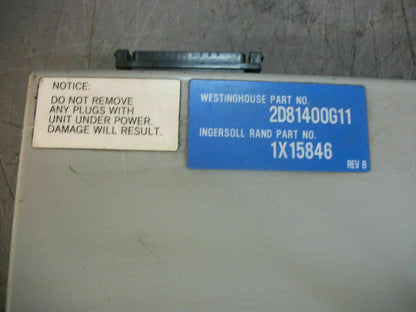 NOTICE:
DO NOT REMOVE
ANY PLUGS WITH
UNIT UNDER POWER.
DAMAGE WILL RESULT.
WESTINGHOUSE PART NO.
2D81400G11
INGERSOLL RAND PART NO.
1X15846
REV B